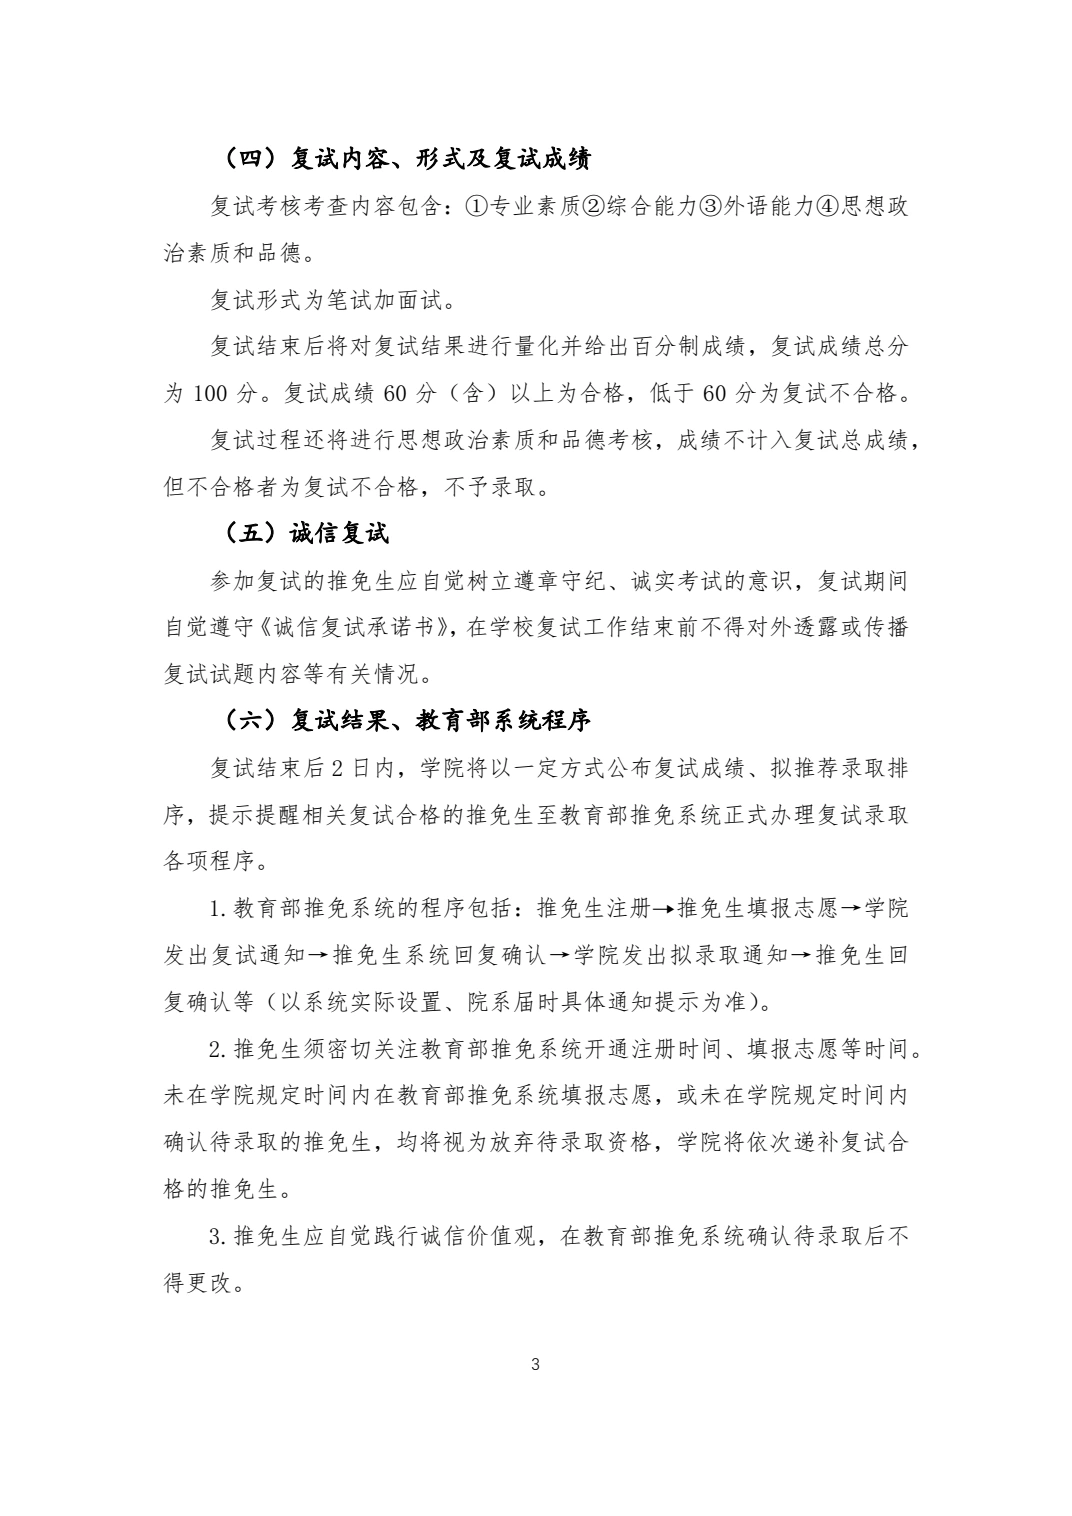 （四）复试内容、形式及复试成绩
复试考核考查内容包含：①专业素质②综合能力③外语能力④思想政
治素质和品德。
复试形式为笔试加面试。
复试结束后将对复试结果进行量化并给出百分制成绩，复试成绩总分
为 100 分。复试成绩 60 分（含）以上为合格，低于 60 分为复试不合格。
复试过程还将进行思想政治素质和品德考核，成绩不计入复试总成绩，
但不合格者为复试不合格，不予录取。
（五）诚信复试
参加复试的推免生应自觉树立遵章守纪、诚实考试的意识，复试期间
自觉遵守《诚信复试承诺书》，在学校复试工作结束前不得对外透露或传播
复试试题内容等有关情况。
（六）复试结果、教育部系统程序
复试结束后 2 日内，学院将以一定方式公布复试成绩、拟推荐录取排
序，提示提醒相关复试合格的推免生至教育部推免系统正式办理复试录取
各项程序。
1.教育部推免系统的程序包括：推免生注册→推免生填报志愿→学院
发出复试通知→推免生系统回复确认→学院发出拟录取通知→推免生回
复确认等（以系统实际设置、院系届时具体通知提示为准）。
2.推免生须密切关注教育部推免系统开通注册时间、填报志愿等时间。
未在学院规定时间内在教育部推免系统填报志愿，或未在学院规定时间内
确认待录取的推免生，均将视为放弃待录取资格，学院将依次递补复试合
格的推免生。
3.推免生应自觉践行诚信价值观，在教育部推免系统确认待录取后不
得更改。
3